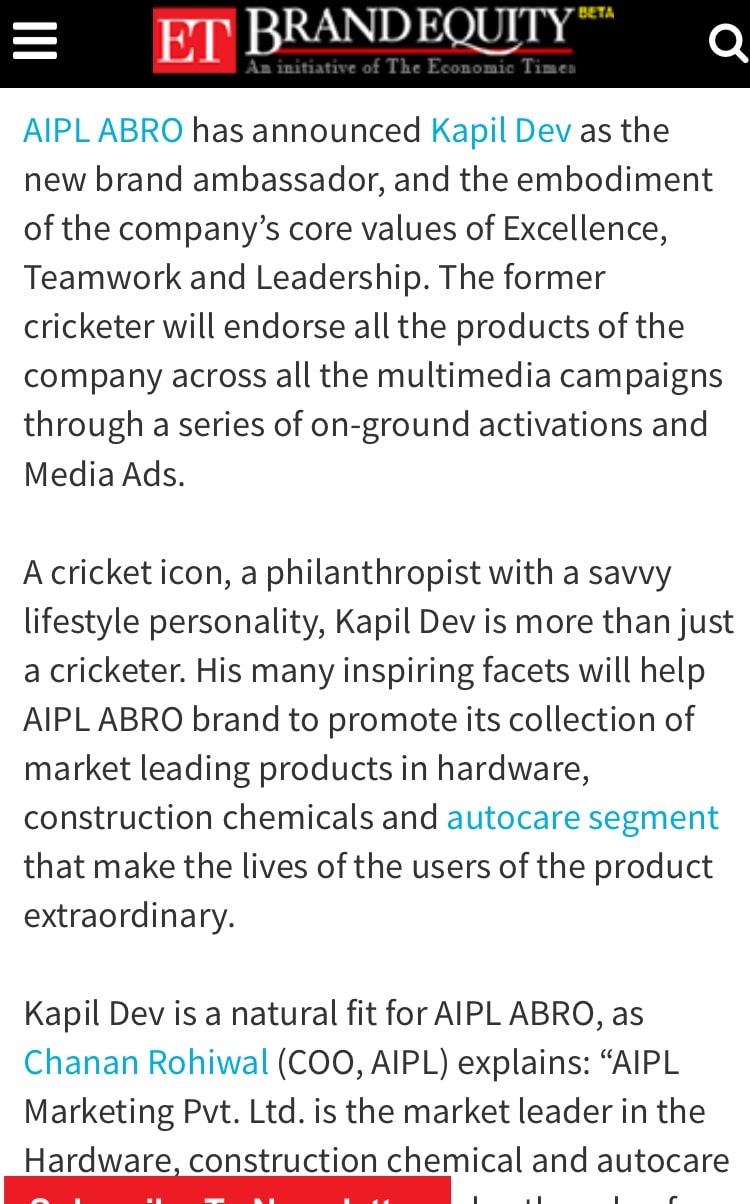 ET BRAND EQUITY BETA
An initiative of The Economic Times
AIPL ABRO has announced Kapil Dev as the
new brand ambassador, and the embodiment
of the company’s core values of Excellence,
Teamwork and Leadership. The former
cricketer will endorse all the products of the
company across all the multimedia campaigns
through a series of on-ground activations and
Media Ads.
A cricket icon, a philanthropist with a savvy
lifestyle personality, Kapil Dev is more than just
a cricketer. His many inspiring facets will help
AIPL ABRO brand to promote its collection of
market leading products in hardware,
construction chemicals and autocare segment
that make the lives of the users of the product
extraordinary.
Kapil Dev is a natural fit for AIPL ABRO, as
Chanan Rohiwal (COO, AIPL) explains: “AIPL
Marketing Pvt. Ltd. is the market leader in the
Hardware, construction chemical and autocare